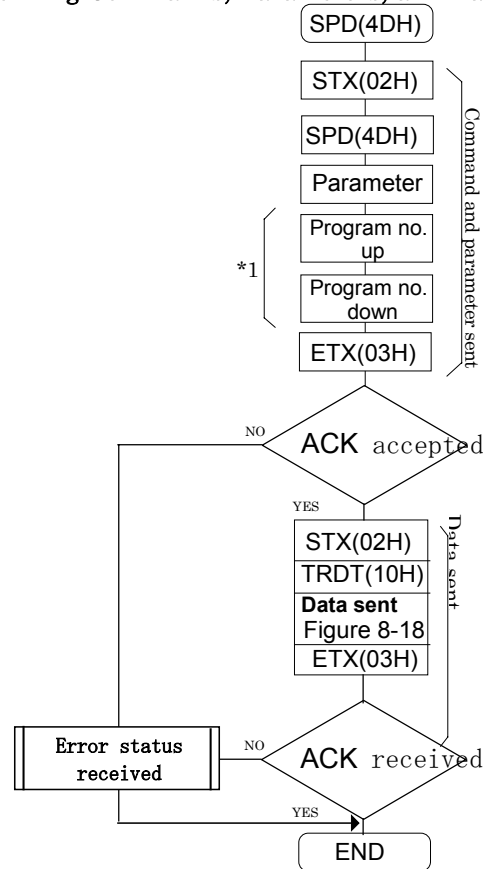 SPD(4DH)
STX(02H)
SPD(4DH)
Parameter
Program no.
up
Program no.
down
*1
ETX(03H)
Command and parameter sent
NO
ACK accepted
YES
STX(02H)
TRDT(10H)
Data sent
Figure 8-18
ETX(03H)
Data sent
Error status
received
NO
ACK received
YES
END